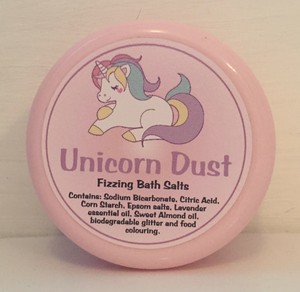 Unicorn Dust
Fizzing Bath Salts
Contains: Sodium Bicarbonate, Citric Acid,
Corn Starch, Epsom salts, Lavender
essential oil, Sweet Almond oil,
biodegradable glitter and food
colouring.